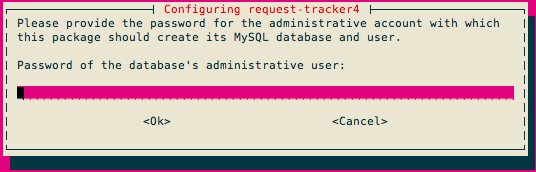 Configuring request-tracker4
Please provide the password for the administrative account with which
this package should create its MySQL database and user.
Password of the database's administrative user:
<Ok> <Cancel>